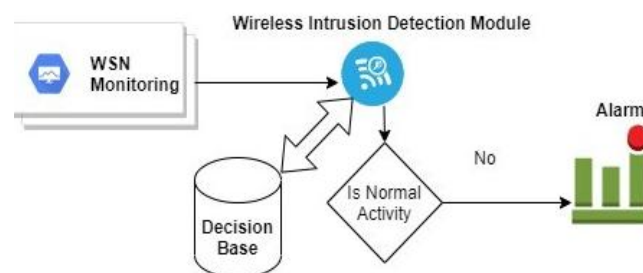 Wireless Intrusion Detection Module
WSN
Monitoring
Alarm
No
Is Normal
Activity
Decision
Base